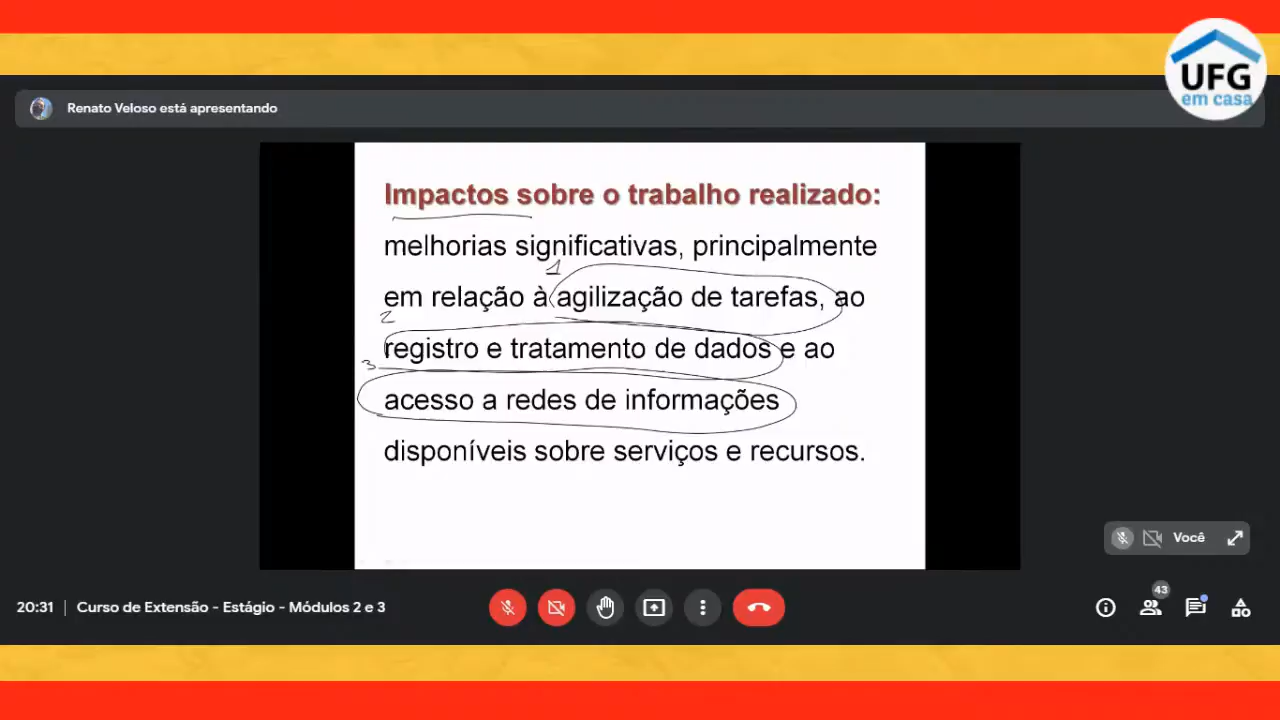 UFG
em casa
Renato Veloso está apresentando
Impactos sobre o trabalho realizado:
melhorias significativas, principalmente
1
em relação à agilização de tarefas, ao
2
registro e tratamento de dados e ao
3
acesso a redes de informações
disponíveis sobre serviços e recursos.
Você
20:31 | Curso de Extensão - Estágio - Módulos 2 e 3
43